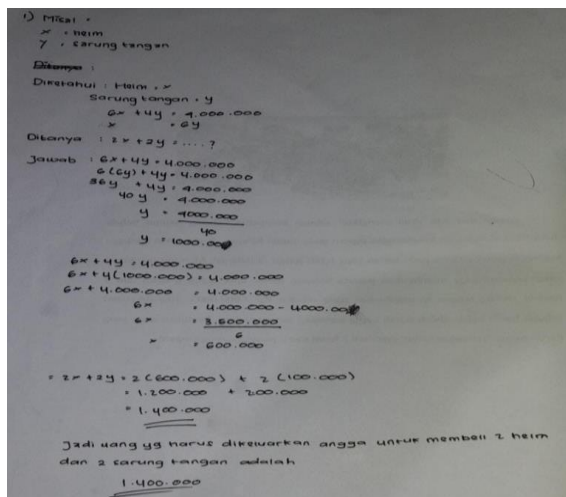 1) Misal :
x = helm
y = sarung tangan
Ditanya :
Diketahui : Helm = x
Sarung tangan = y
6x + 4y = 4.000.000
x = 6y
Ditanya : 2x + 2y = ....?
Jawab : 6x + 4y = 4.000.000
6(6y) + 4y = 4.000.000
36y + 4y = 4.000.000
40y = 4.000.000
y = 4000.000
40
y = 1000.00
6x + 4y = 4.000.000
6x + 4(1000.000) = 4.000.000
6x + 4.000.000 = 4.000.000
6x = 4.000.000 - 4000.00
6x = 3.600.000
6
x = 600.000
= 2x + 2y = 2(600.000) + 2(100.000)
= 1.200.000 + 200.000
= 1.400.000
Jadi uang yg harus dikeluarkan angga untuk membeli 2 helm
dan 2 sarung tangan adalah
1.400.000